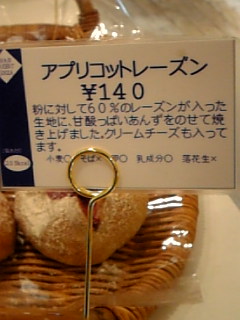 アプリコットレーズン
¥140
粉に対して60%のレーズンが入った
生地に、甘酸っぱいあんずをのせて焼
き上げました。クリームチーズも入って
ます。
小麦○ そば× 卵○ 乳成分○ 落花生×